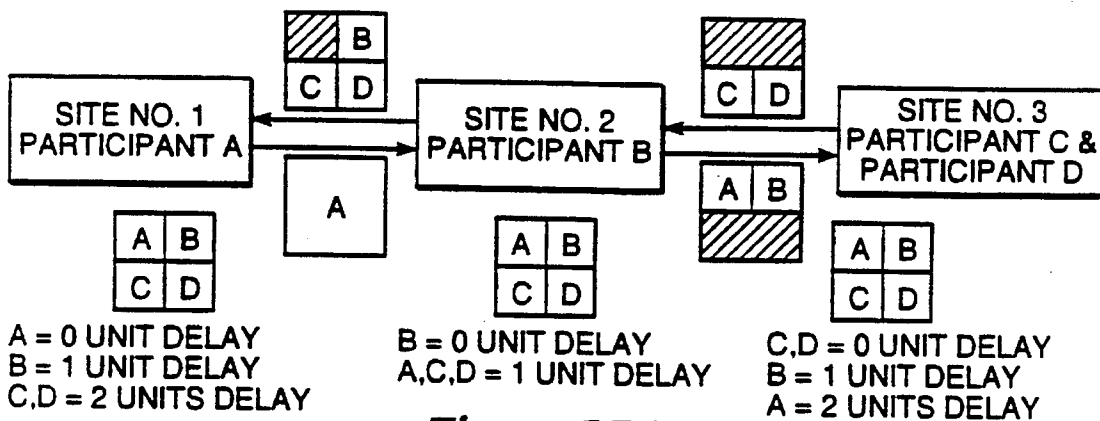 B
C D
SITE NO. 1
PARTICIPANT A
A
SITE NO. 2
PARTICIPANT B
C D
A B
SITE NO. 3
PARTICIPANT C &
PARTICIPANT D
A B
C D
A = 0 UNIT DELAY
B = 1 UNIT DELAY
C,D = 2 UNITS DELAY
A B
C D
B = 0 UNIT DELAY
A,C,D = 1 UNIT DELAY
A B
C D
C,D = 0 UNIT DELAY
B = 1 UNIT DELAY
A = 2 UNITS DELAY